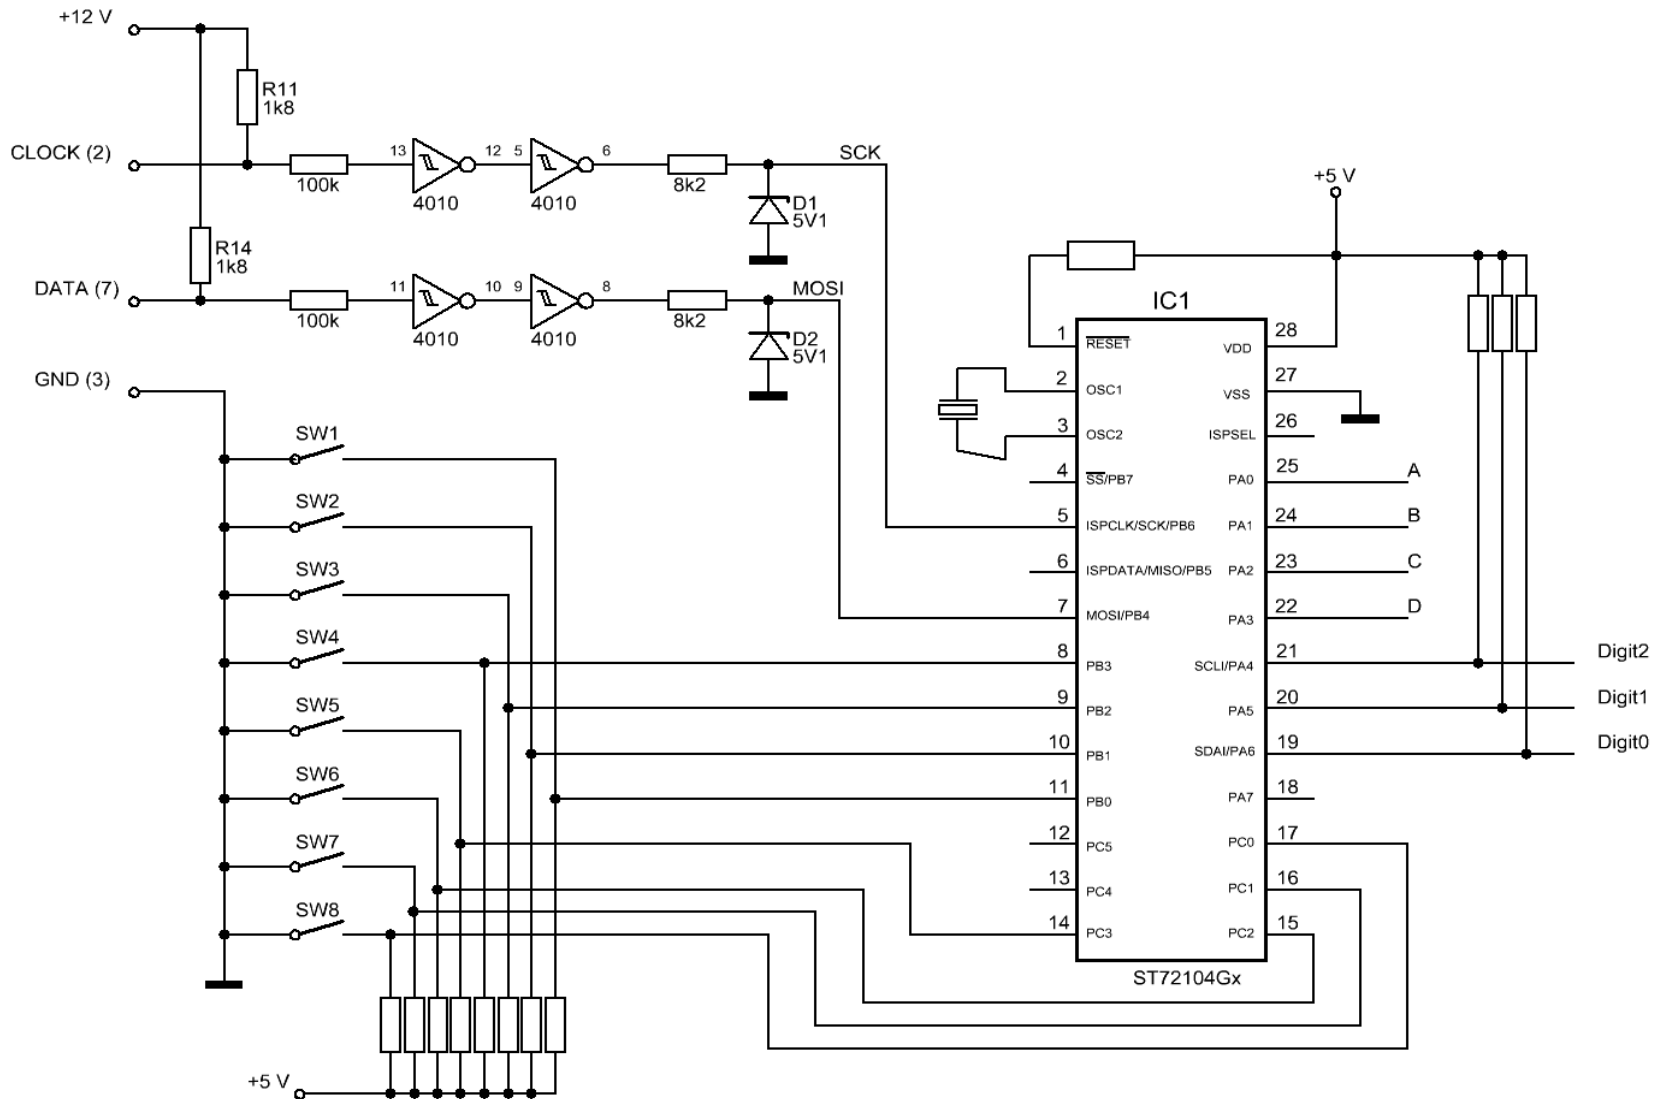 +12 V
R11
1k8
CLOCK (2)
100k
13
4010
12
5
4010
6
8k2
SCK
D1
5V1
R14
1k8
DATA (7)
100k
11
4010
10
9
4010
8
8k2
MOSI
D2
5V1
GND (3)
SW1
SW2
SW3
SW4
SW5
SW6
SW7
SW8
+5 V
+5 V
IC1
1
RESET
2
OSC1
3
OSC2
4
SS/PB7
5
ISPCLK/SCK/PB6
6
ISPDATA/MISO/PB5
7
MOSI/PB4
8
PB3
9
PB2
10
PB1
11
PB0
12
PC5
13
PC4
14
PC3
28
VDD
27
VSS
26
ISPSEL
25
PA0
A
24
PA1
B
23
PA2
C
22
PA3
D
21
SCLI/PA4
Digit2
20
PA5
Digit1
19
SDAI/PA6
Digit0
18
PA7
17
PC0
16
PC1
15
PC2
ST72104Gx